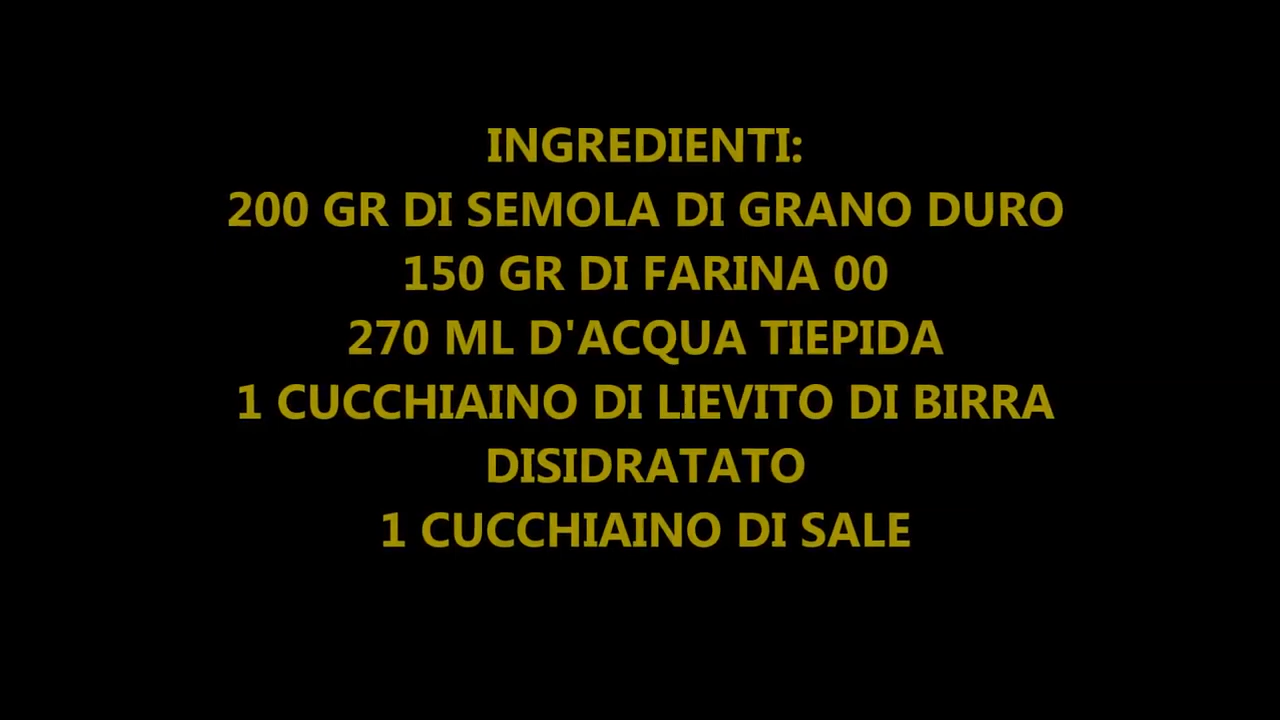 INGREDIENTI:
200 GR DI SEMOLA DI GRANO DURO
150 GR DI FARINA 00
270 ML D'ACQUA TIEPIDA
1 CUCCHIAINO DI LIEVITO DI BIRRA
DISIDRATATO
1 CUCCHIAINO DI SALE